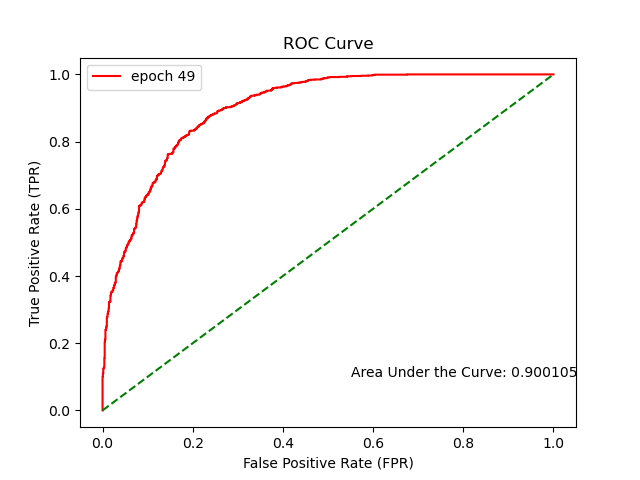 ROC Curve
epoch 49
True Positive Rate (TPR)
1.0
0.8
0.6
0.4
0.2
0.0
Area Under the Curve: 0.900105
0.0 0.2 0.4 0.6 0.8 1.0
False Positive Rate (FPR)